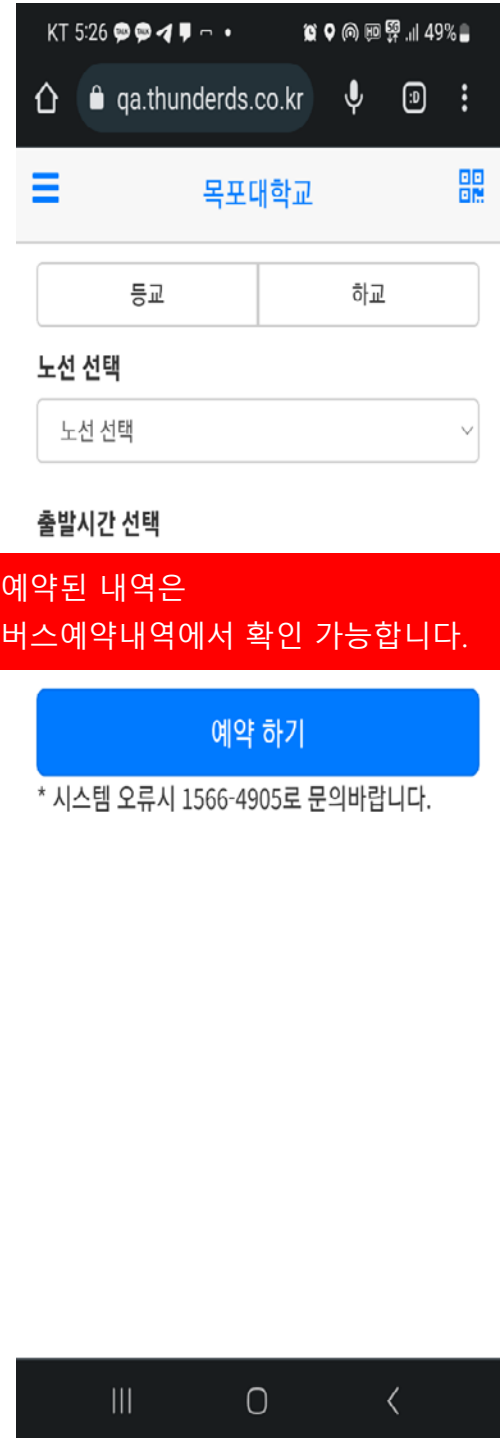 KT 5:26 49%
qa.thunderds.co.kr :D
목포대학교
등교 하교
노선 선택
노선 선택
출발시간 선택
예약된 내역은
버스예약내역에서 확인 가능합니다.
예약 하기
* 시스템 오류시 1566-4905로 문의바랍니다.